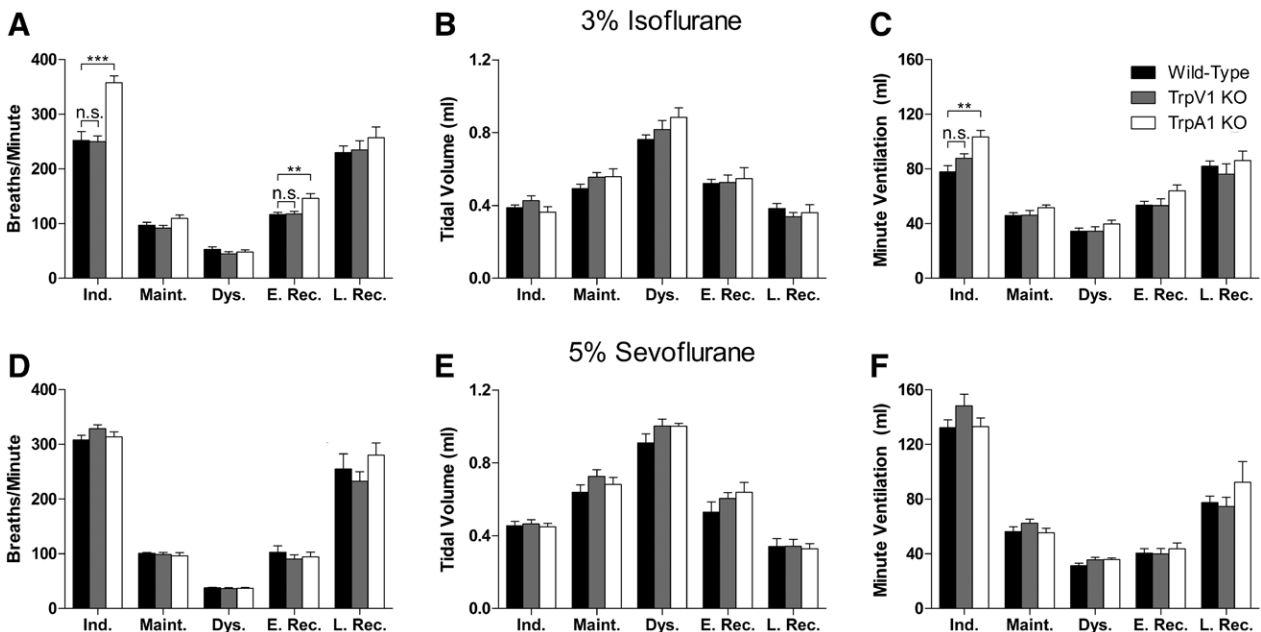 3% Isoflurane
A
400
300
200
100
0
Breaths/Minute
***
n.s.
**
n.s.
Ind. Maint. Dys. E. Rec. L. Rec.
B
1.2
0.8
0.4
0.0
Tidal Volume (ml)
Ind. Maint. Dys. E. Rec. L. Rec.
C
160
120
80
40
0
Minute Ventilation (ml)
**
n.s.
Wild-Type
TrpV1 KO
TrpA1 KO
Ind. Maint. Dys. E. Rec. L. Rec.
5% Sevoflurane
D
400
300
200
100
0
Breaths/Minute
Ind. Maint. Dys. E. Rec. L. Rec.
E
1.2
0.8
0.4
0.0
Tidal Volume (ml)
Ind. Maint. Dys. E. Rec. L. Rec.
F
160
120
80
40
0
Minute Ventilation (ml)
Ind. Maint. Dys. E. Rec. L. Rec.